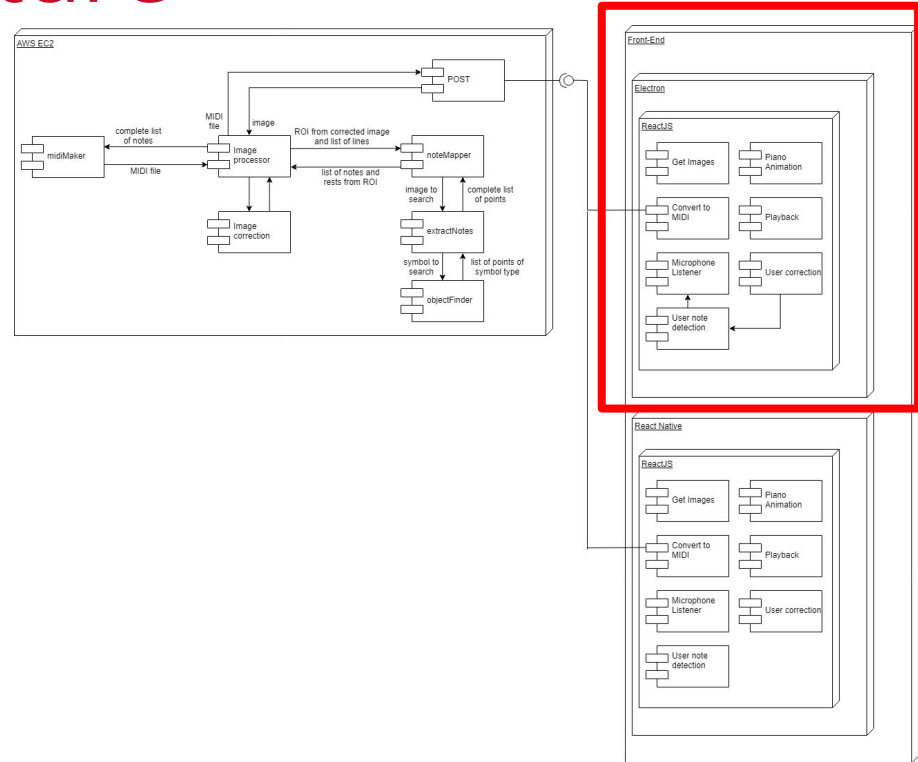 AWS EC2
POST
MIDI
file
image
complete list
of notes
ROI from corrected image
and list of lines
midiMaker
Image
processor
noteMapper
MIDI file
list of notes and
rests from ROI
image to
search
complete list
of points
Image
correction
extractNotes
symbol to
search
list of points of
symbol type
objectFinder
Front-End
Electron
ReactJS
Get Images
Piano
Animation
Convert to
MIDI
Playback
Microphone
Listener
User correction
User note
detection
React Native
ReactJS
Get Images
Piano
Animation
Convert to
MIDI
Playback
Microphone
Listener
User correction
User note
detection